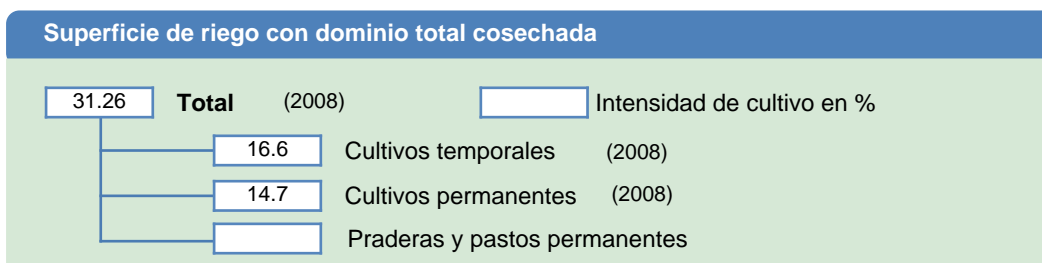 Superficie de riego con dominio total cosechada
31.26 Total (2008) Intensidad de cultivo en %
16.6 Cultivos temporales (2008)
14.7 Cultivos permanentes (2008)
Praderas y pastos permanentes